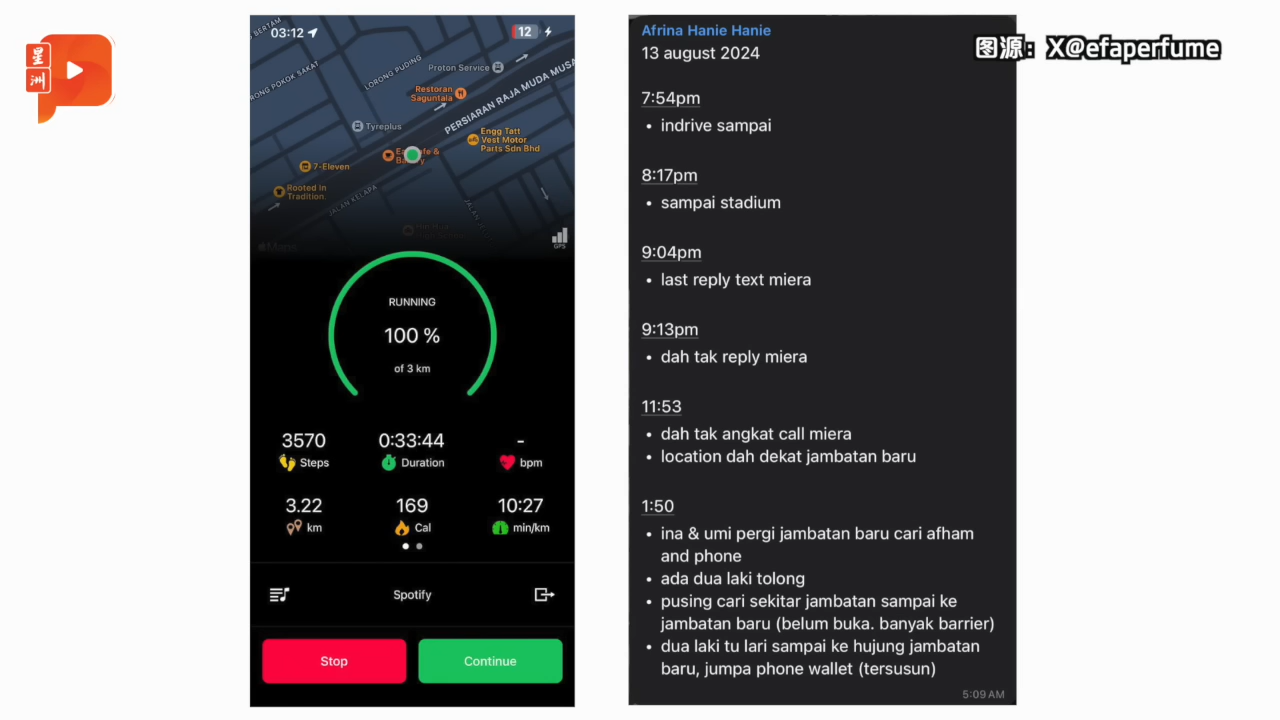 星
洲
图源：X@efaperfume
03:12
12
BERTAM
LORONG PUDING
Proton Service
RONG POKOK SAKAT
Restoran
Saguntala
PERSIARAN RAJA MUDA MUSA
Tyreplus
Engg Tatt
Vest Motor
Parts Sdn Bhd
7-Eleven
Rooted In
Tradition
JALAN KELAPA
Maps
GPS
RUNNING
100 %
of 3 km
3570
0:33:44
-
Steps
Duration
bpm
3.22
169
10:27
km
Cal
min/km
Spotify
Stop
Continue
Afrina Hanie Hanie
13 august 2024
7:54pm
• indrive sampai
8:17pm
• sampai stadium
9:04pm
• last reply text miera
9:13pm
• dah tak reply miera
11:53
• dah tak angkat call miera
• location dah dekat jambatan baru
1:50
• ina & umi pergi jambatan baru cari afham
and phone
• ada dua laki tolong
• pusing cari sekitar jambatan sampai ke
jambatan baru (belum buka. banyak barrier)
• dua laki tu lari sampai ke hujung jambatan
baru, jumpa phone wallet (tersusun)
5:09 AM